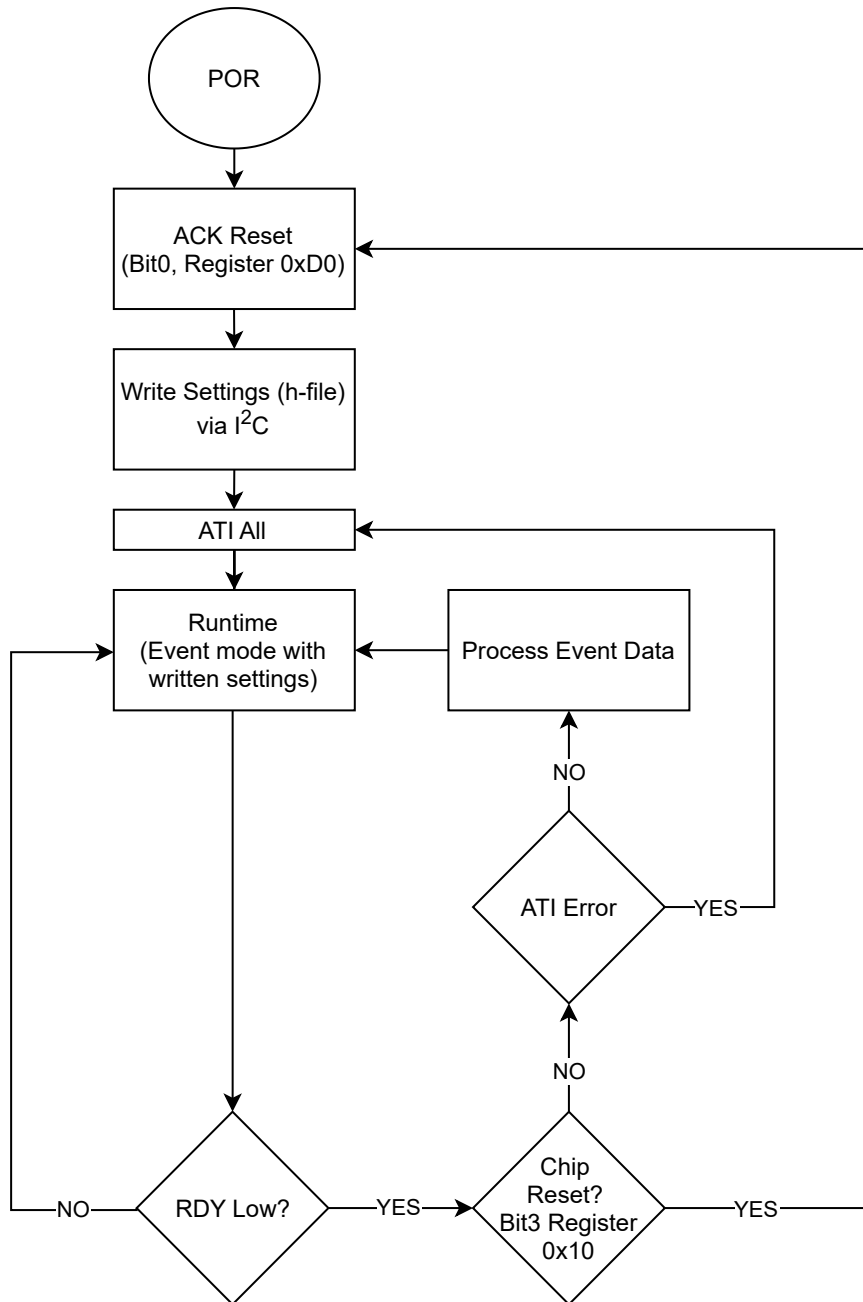 POR
ACK Reset
(Bit0, Register 0xD0)
Write Settings (h-file)
via I²C
ATI All
Runtime
(Event mode with
written settings)
Process Event Data
NO
ATI Error
YES
NO
RDY Low?
NO
YES
Chip
Reset?
Bit3 Register
0x10
YES